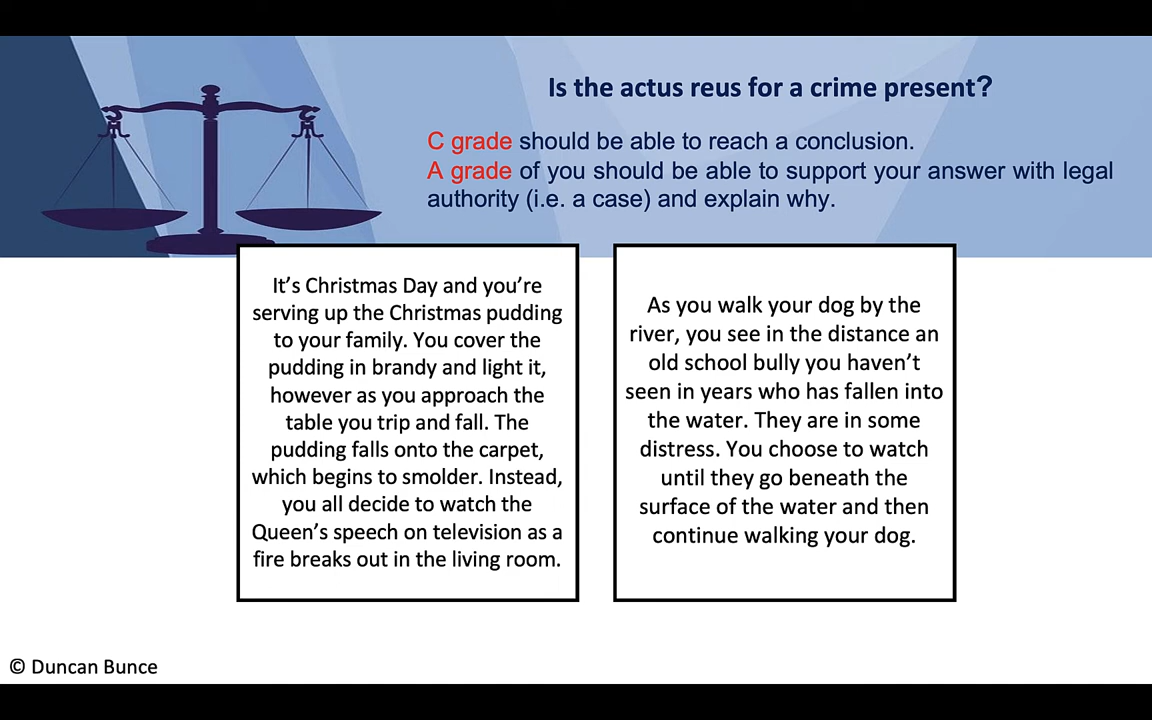 Is the actus reus for a crime present?
C grade should be able to reach a conclusion.
A grade of you should be able to support your answer with legal
authority (i.e. a case) and explain why.
It’s Christmas Day and you’re
serving up the Christmas pudding
to your family. You cover the
pudding in brandy and light it,
however as you approach the
table you trip and fall. The
pudding falls onto the carpet,
which begins to smolder. Instead,
you all decide to watch the
Queen’s speech on television as a
fire breaks out in the living room.
As you walk your dog by the
river, you see in the distance an
old school bully you haven’t
seen in years who has fallen into
the water. They are in some
distress. You choose to watch
until they go beneath the
surface of the water and then
continue walking your dog.
© Duncan Bunce